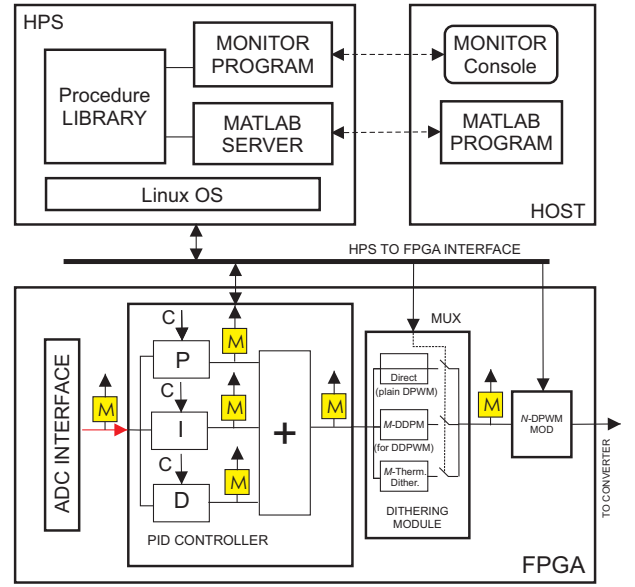 HPS
MONITOR
PROGRAM
Procedure
LIBRARY
MATLAB
SERVER
Linux OS
MONITOR
Console
MATLAB
PROGRAM
HOST
HPS TO FPGA INTERFACE
ADC INTERFACE
M
C
P
M
C
I
M
C
D
M
+
PID CONTROLLER
M
MUX
Direct
(plain DPWM)
M-DDPM
(for DDPWM)
M-Therm.
Dither.
DITHERING
MODULE
M
N-DPWM
MOD
TO CONVERTER
FPGA